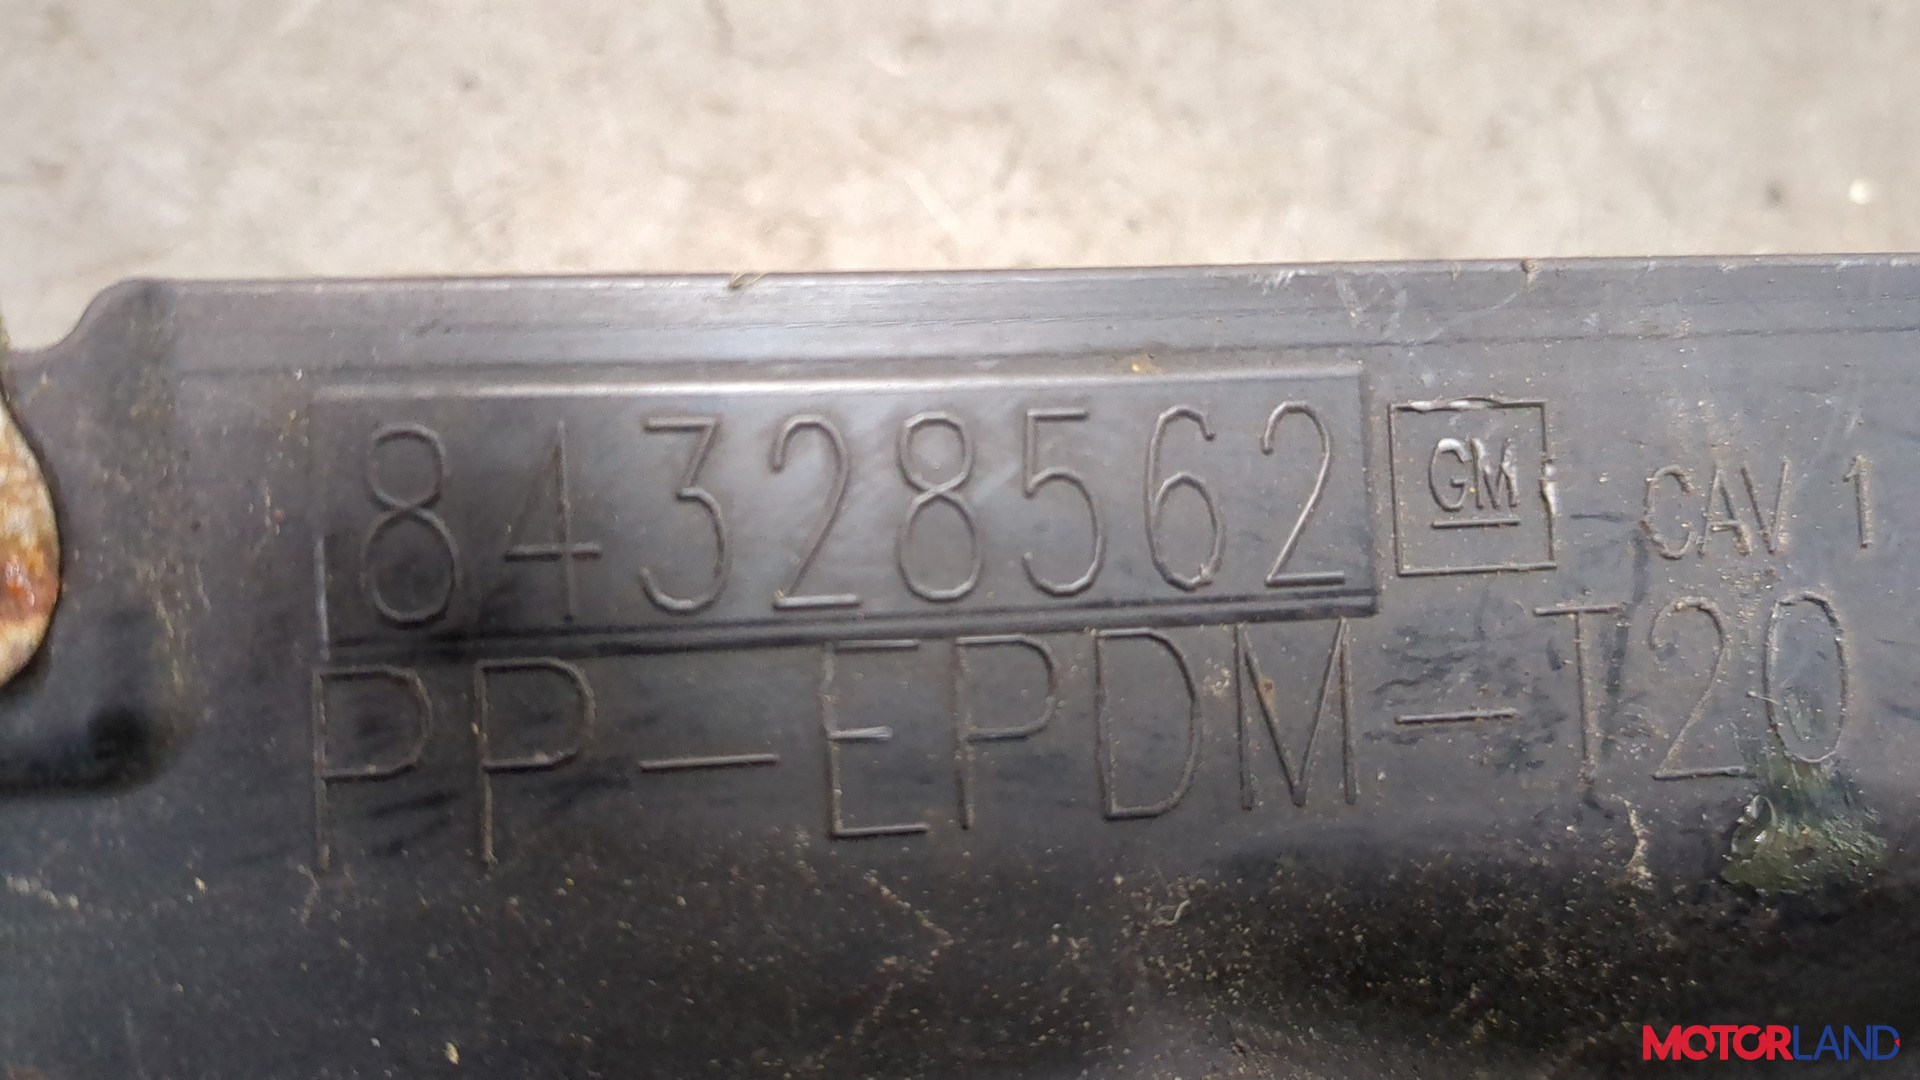 84328562 GM CAV 1
PP-EPDM-T20
MOTORLAND